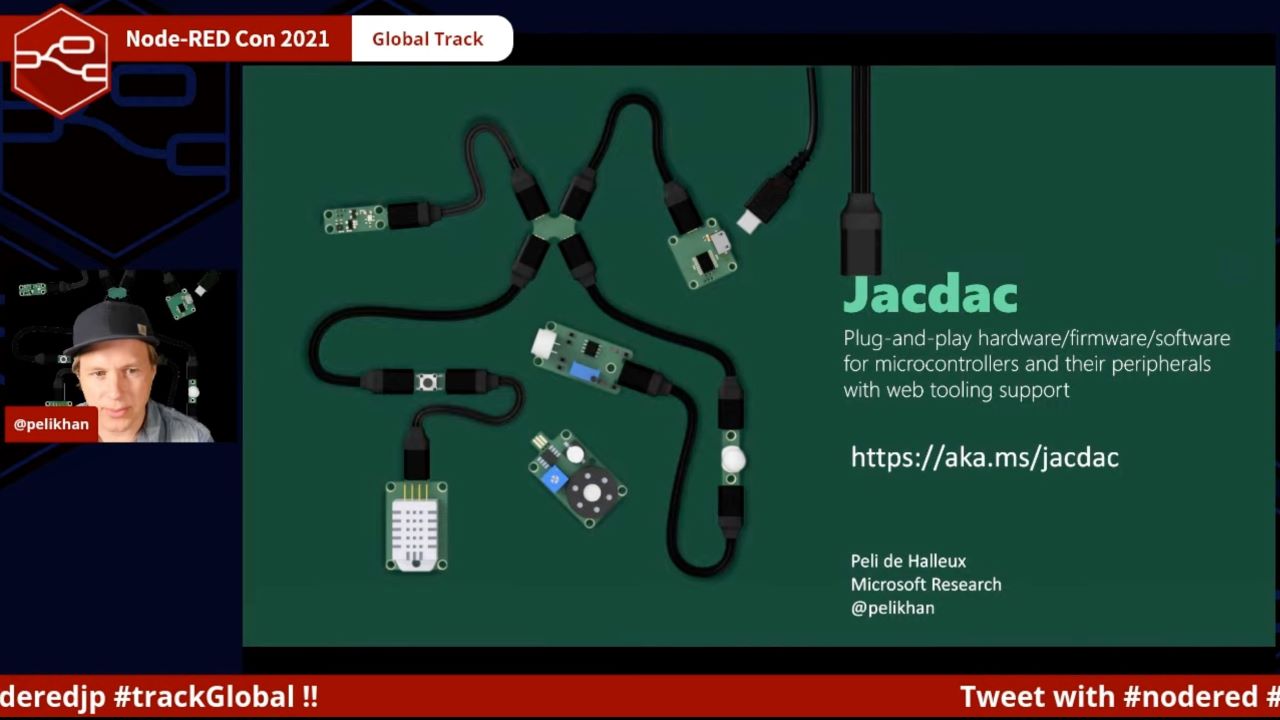 Node-RED Con 2021
Global Track
Jacdac
Plug-and-play hardware/firmware/software
for microcontrollers and their peripherals
with web tooling support
https://aka.ms/jacdac
@pelikhan
Peli de Halleux
Microsoft Research
@pelikhan
deredjp #trackGlobal !!
Tweet with #nodered #